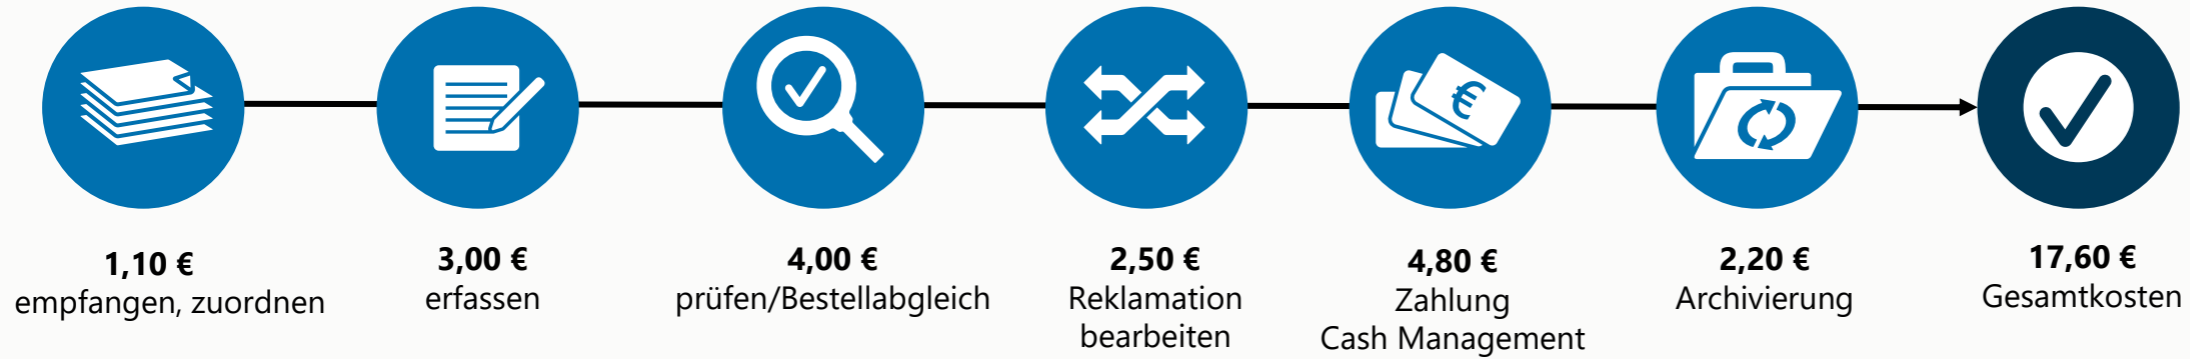 1,10 €
empfangen, zuordnen
3,00 €
erfassen
4,00 €
prüfen/Bestellabgleich
2,50 €
Reklamation
bearbeiten
€
4,80 €
Zahlung
Cash Management
2,20 €
Archivierung
17,60 €
Gesamtkosten